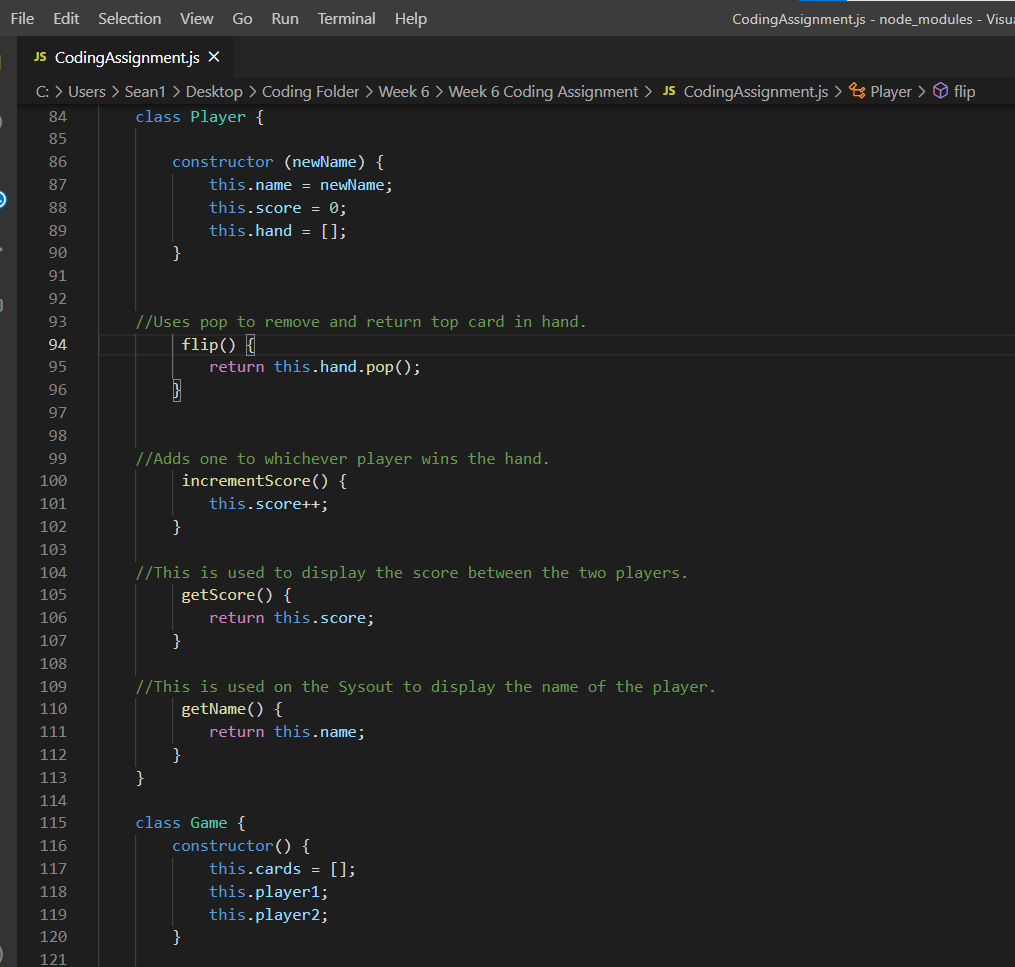 File Edit Selection View Go Run Terminal Help CodingAssignment.js - node_modules - Visua
JS CodingAssignment.js ×
C: > Users > Sean1 > Desktop > Coding Folder > Week 6 > Week 6 Coding Assignment > JS CodingAssignment.js > Player > flip
84 class Player {
85
86 constructor (newName) {
87 this.name = newName;
88 this.score = 0;
89 this.hand = [];
90 }
91
92
93 //Uses pop to remove and return top card in hand.
94 flip() {
95 return this.hand.pop();
96 }
97
98
99 //Adds one to whichever player wins the hand.
100 incrementScore() {
101 this.score++;
102 }
103
104 //This is used to display the score between the two players.
105 getScore() {
106 return this.score;
107 }
108
109 //This is used on the Sysout to display the name of the player.
110 getName() {
111 return this.name;
112 }
113 }
114
115 class Game {
116 constructor() {
117 this.cards = [];
118 this.player1;
119 this.player2;
120 }
121